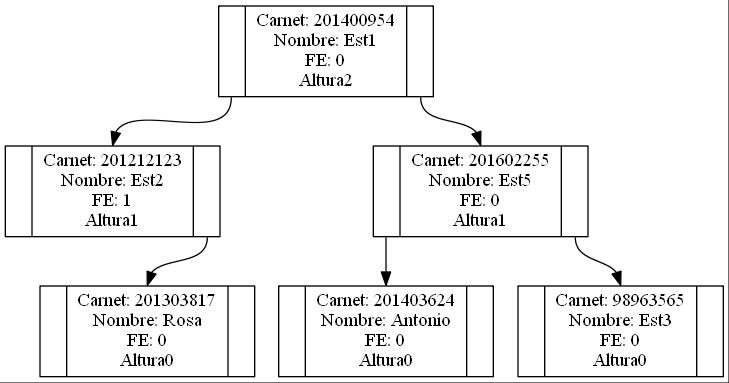 Carnet: 201400954
Nombre: Est1
FE: 0
Altura2
Carnet: 201212123
Nombre: Est2
FE: 1
Altura1
Carnet: 201602255
Nombre: Est5
FE: 0
Altura1
Carnet: 201303817
Nombre: Rosa
FE: 0
Altura0
Carnet: 201403624
Nombre: Antonio
FE: 0
Altura0
Carnet: 98963565
Nombre: Est3
FE: 0
Altura0